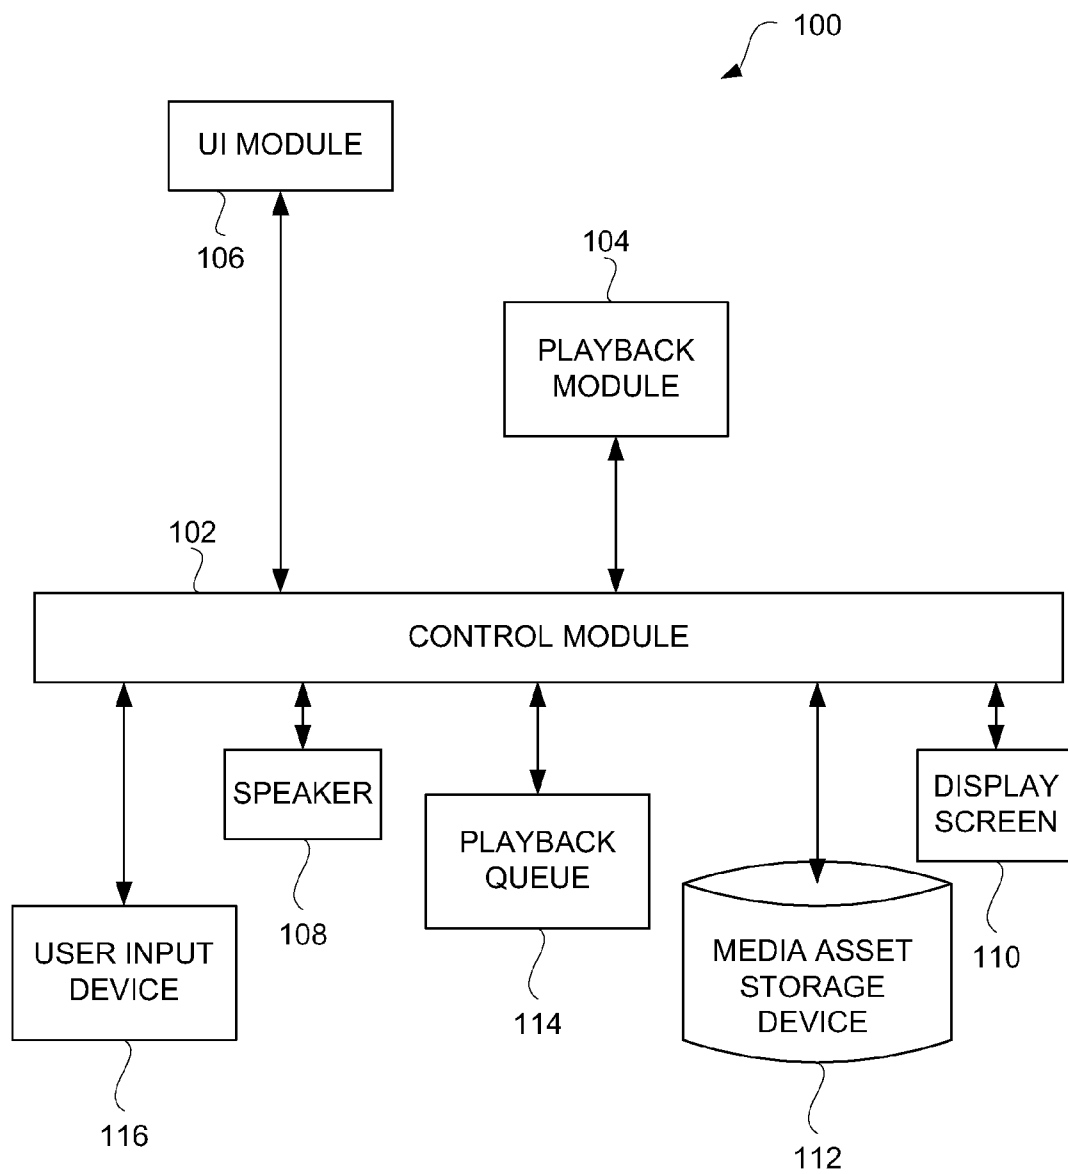 100
UI MODULE
106
104
PLAYBACK
MODULE
102
CONTROL MODULE
SPEAKER
108
PLAYBACK
QUEUE
114
DISPLAY
SCREEN
110
USER INPUT
DEVICE
116
MEDIA ASSET
STORAGE
DEVICE
112